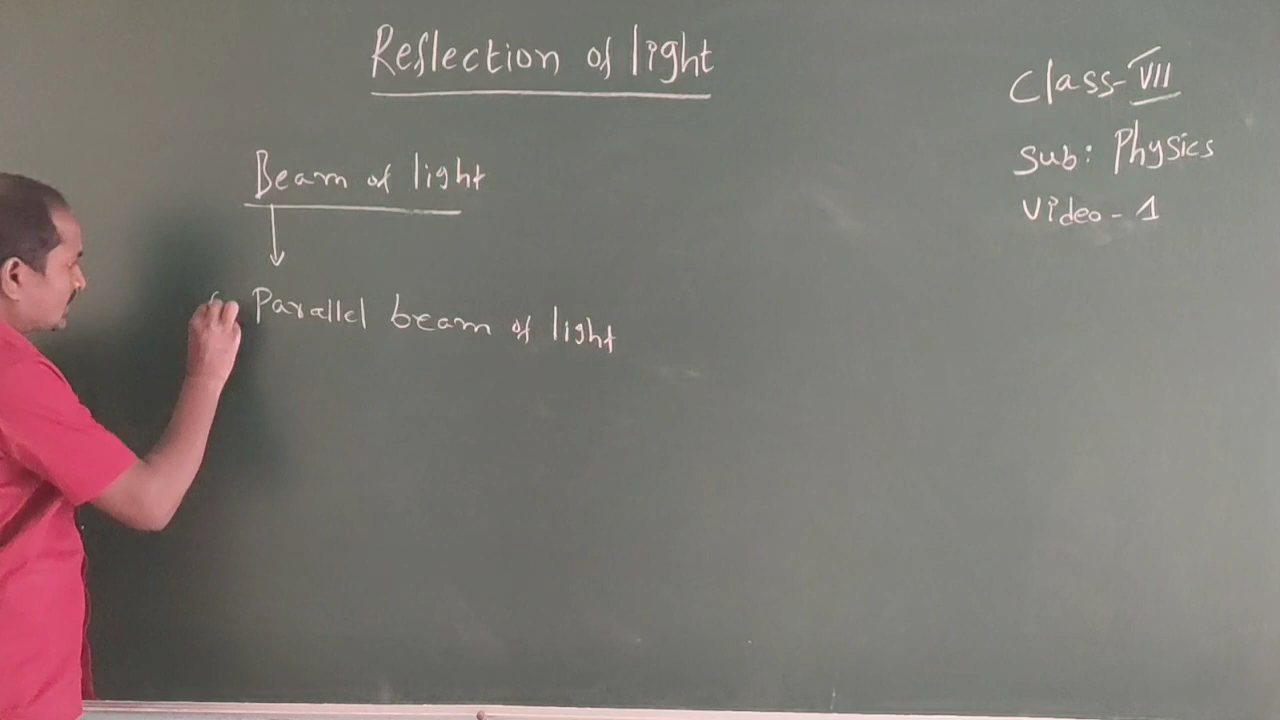 Reflection of light
Class-VII
Sub: Physics
Video - 1
Beam of light
Parallel beam of light